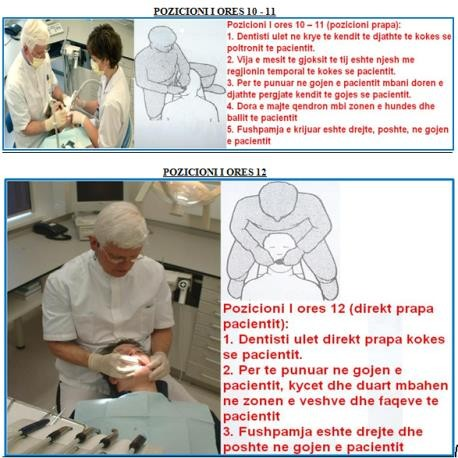 POZICIONI I ORES 10 - 11
Pozicioni I ores 10 – 11 (pozicioni prapa):
1. Dentisti ulet ne krye te kendit te djathte te kokes se
poltronit te pacientit.
2. Vija e mesit te gjoksit te tij eshte njesh me
regjionin temporal te kokes se pacientit.
3. Per te punuar ne gojen e pacientit mbani doren e
djathte pergjate kendit te gojes se pacientit.
4. Dora e majte qendron mbi zonen e hundes dhe
ballit te pacientit
5. Fushpamja e krijuar eshte drejte, poshte, ne gojen
e pacientit
POZICIONI I ORES 12
Pozicioni I ores 12 (direkt prapa
pacientit):
1. Dentisti ulet direkt prapa kokes
se pacientit.
2. Per te punuar ne gojen e
pacientit, kycet dhe duart mbahen
ne zonen e veshve dhe faqeve te
pacientit
3. Fushpamja eshte drejte dhe
poshte ne gojen e pacientit